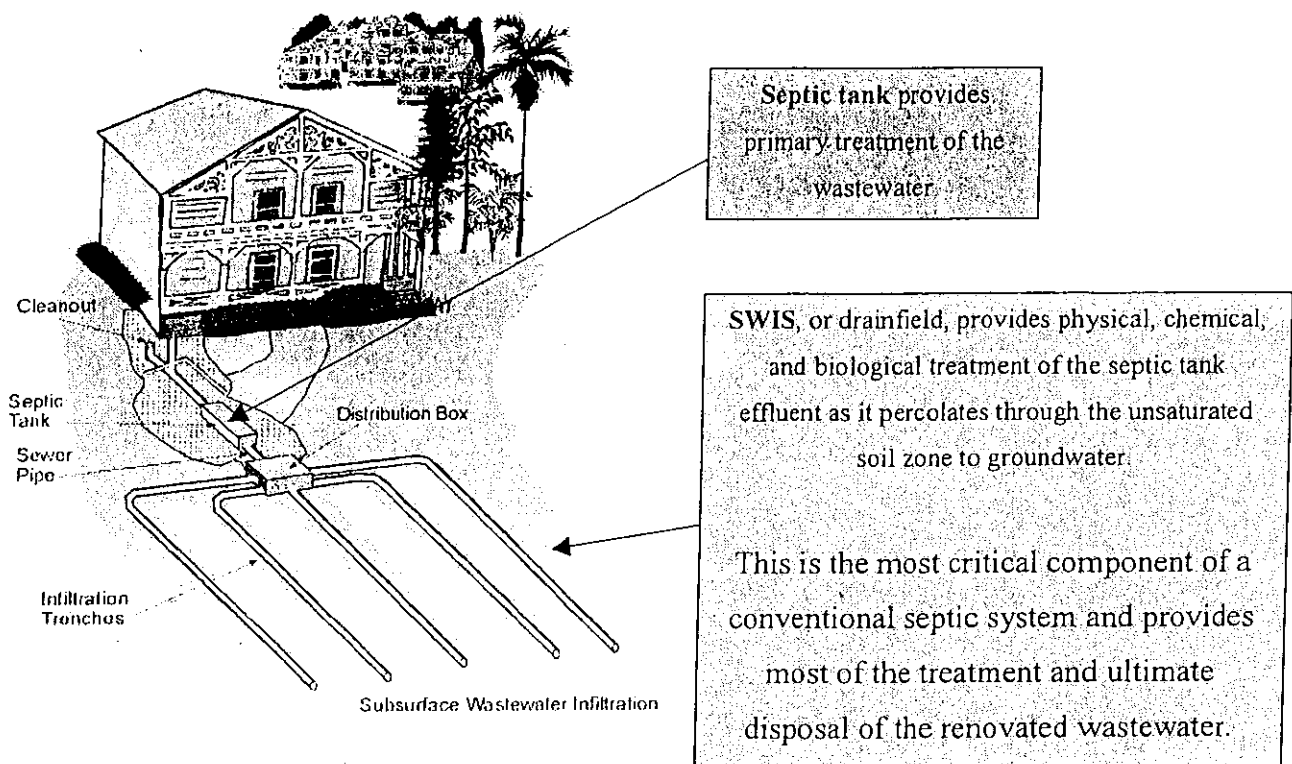 Septic tank provides
primary treatment of the
wastewater
Cleanout
Septic
Tank
Sewer
Pipe
Distribution Box
Infiltration
Trenches
Subsurface Wastewater Infiltration
SWIS, or drainfield, provides physical, chemical,
and biological treatment of the septic tank
effluent as it percolates through the unsaturated
soil zone to groundwater.
This is the most critical component of a
conventional septic system and provides
most of the treatment and ultimate
disposal of the renovated wastewater.